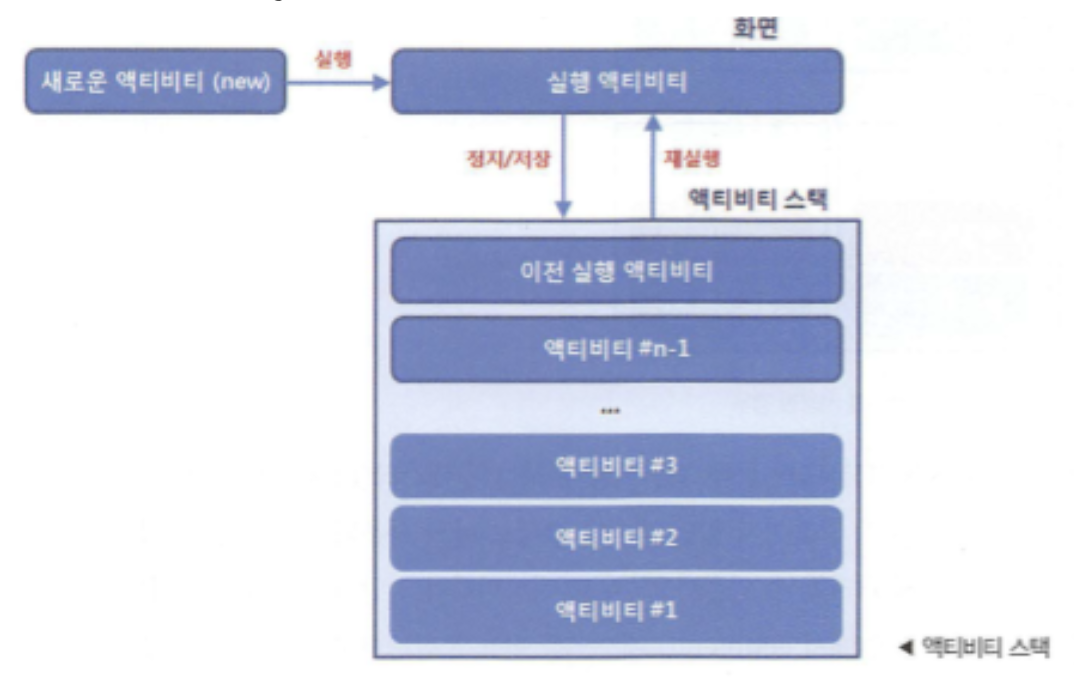 화면
새로운 액티비티 (new)
실행
실행 액티비티
정지/저장
재실행
액티비티 스택
이전 실행 액티비티
액티비티 #n-1
...
액티비티 #3
액티비티 #2
액티비티 #1
◀ 액티비티 스택